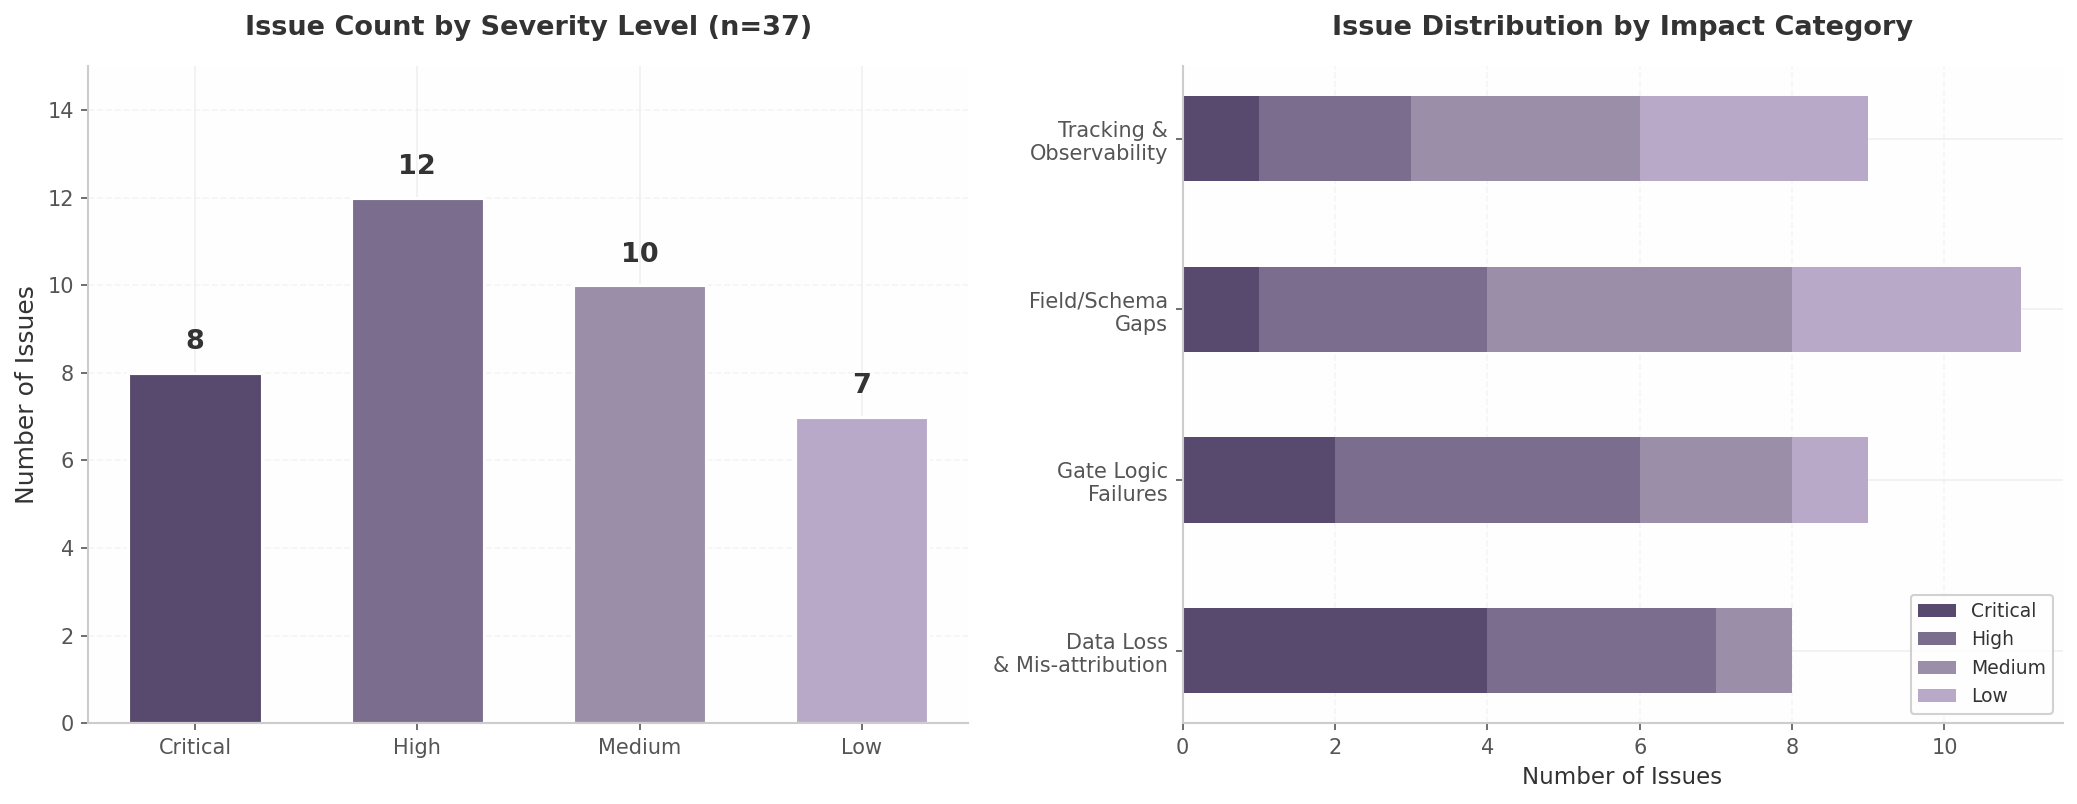 Issue Count by Severity Level (n=37)
Number of Issues
14
12
10
8
6
4
2
0
8
12
10
7
Critical
High
Medium
Low
Issue Distribution by Impact Category
Tracking &
Observability
Field/Schema
Gaps
Gate Logic
Failures
Data Loss
& Mis-attribution
Critical
High
Medium
Low
0
2
4
6
8
10
Number of Issues